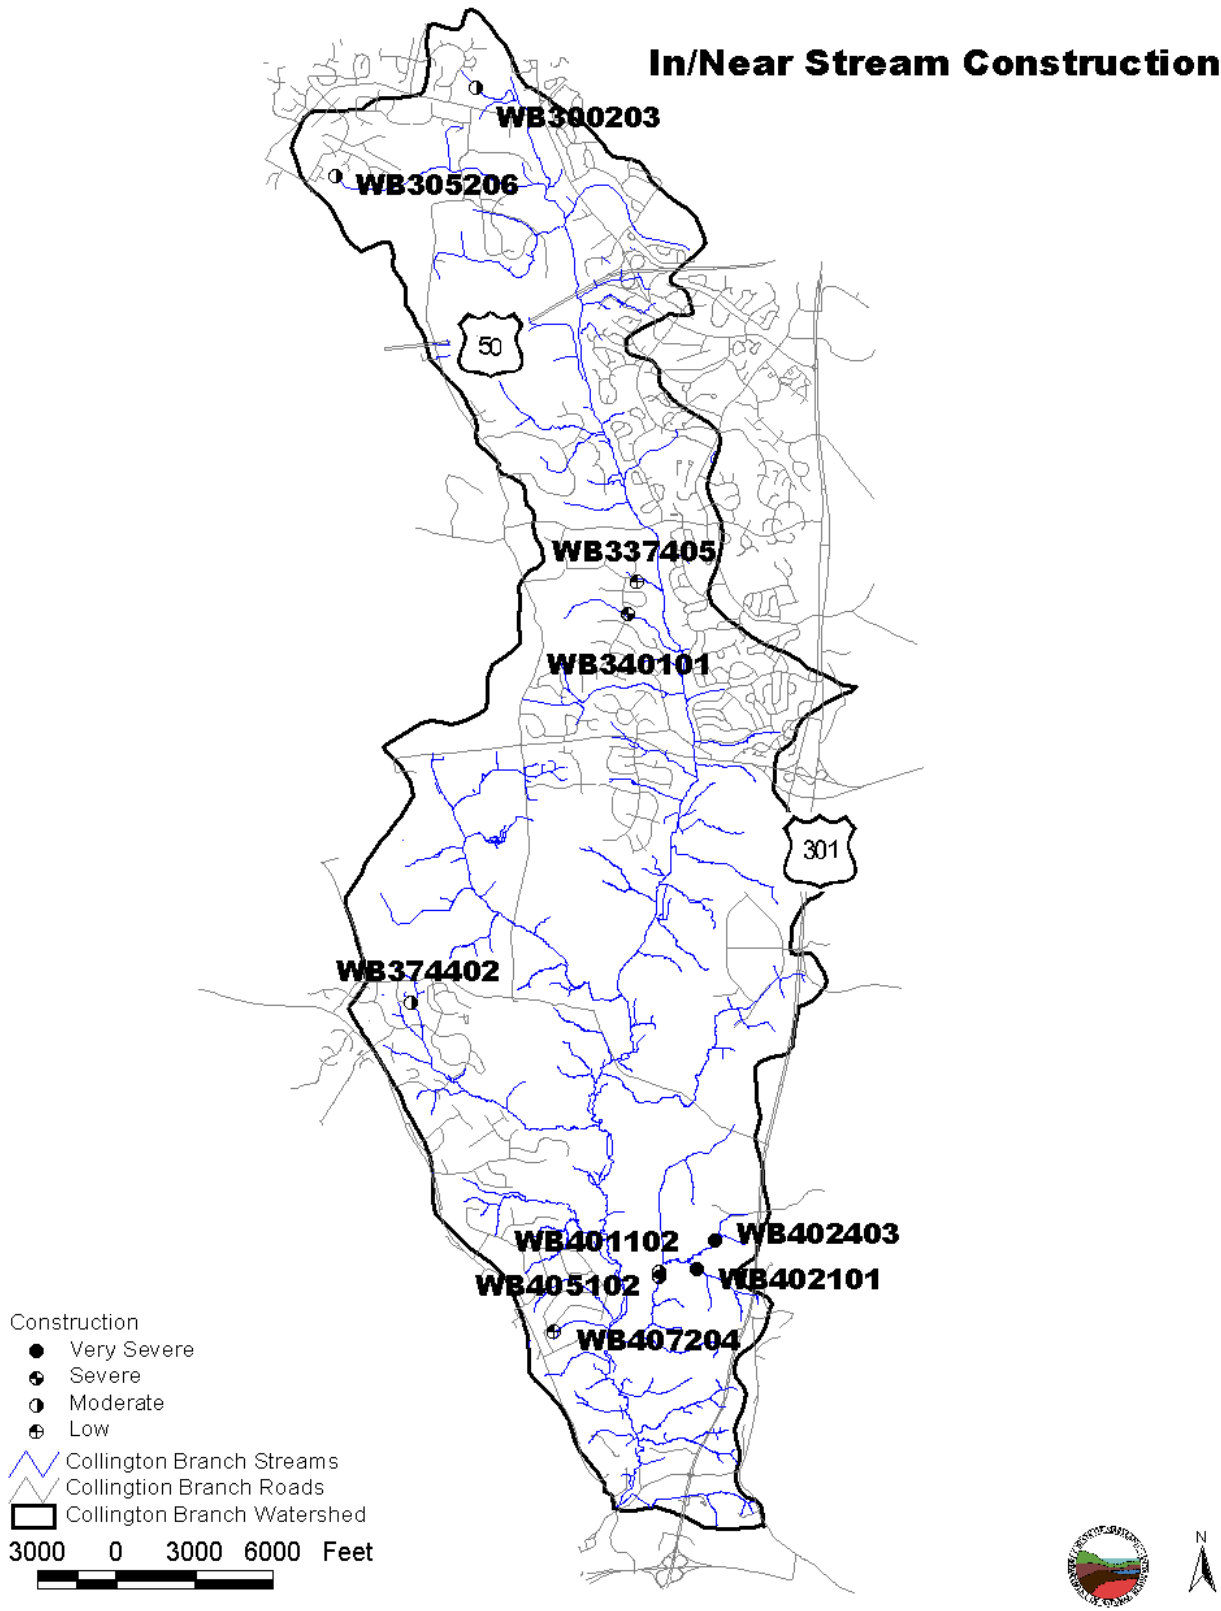 In/Near Stream Construction
WB300203
WB305206
50
WB337405
WB340101
301
WB374402
WB401102
WB402403
WB405102
WB402101
WB407204
Construction
Very Severe
Severe
Moderate
Low
Collington Branch Streams
Collingtion Branch Roads
Collington Branch Watershed
3000 0 3000 6000 Feet
N